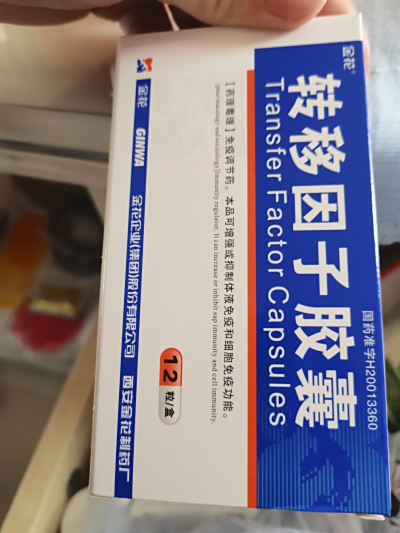 金花®
转移因子胶囊
Transfer Factor Capsules
国药准字H20013360
【药理毒理】免疫调节药。本品可增强或抑制体液免疫和细胞免疫功能。
[pharmacology and toxicology]Immunity regulator. It can increase or inhibit sap immunity and cell immunity.
12粒/盒
金花 GINWA 金花企业(集团)股份有限公司 西安金花制药厂